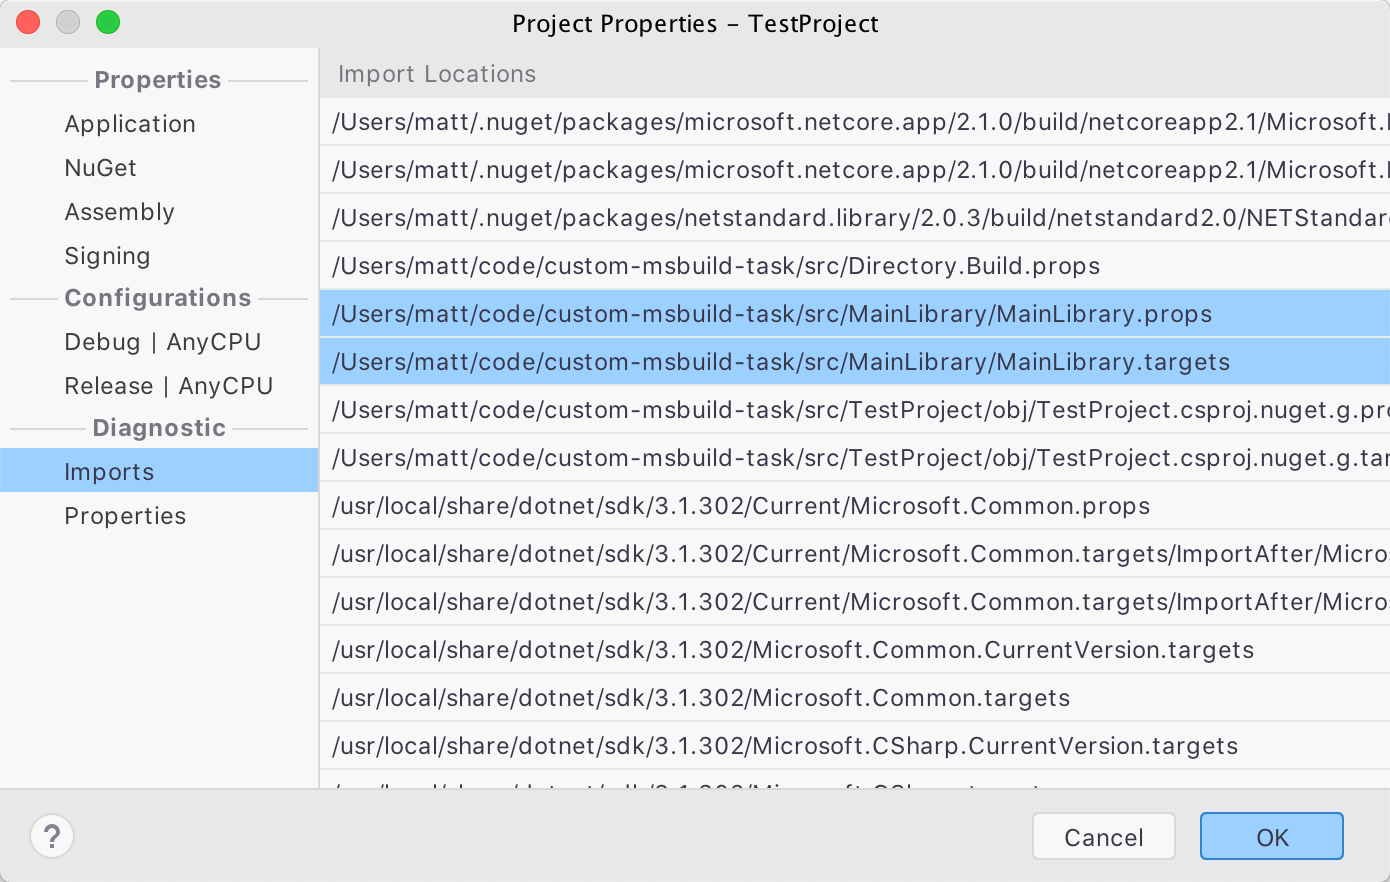 Project Properties – TestProject
Properties
Application
NuGet
Assembly
Signing
Configurations
Debug | AnyCPU
Release | AnyCPU
Diagnostic
Imports
Properties
Import Locations
/Users/matt/.nuget/packages/microsoft.netcore.app/2.1.0/build/netcoreapp2.1/Microsoft.
/Users/matt/.nuget/packages/microsoft.netcore.app/2.1.0/build/netcoreapp2.1/Microsoft.
/Users/matt/.nuget/packages/netstandard.library/2.0.3/build/netstandard2.0/NETStandar
/Users/matt/code/custom-msbuild-task/src/Directory.Build.props
/Users/matt/code/custom-msbuild-task/src/MainLibrary/MainLibrary.props
/Users/matt/code/custom-msbuild-task/src/MainLibrary/MainLibrary.targets
/Users/matt/code/custom-msbuild-task/src/TestProject/obj/TestProject.csproj.nuget.g.pro
/Users/matt/code/custom-msbuild-task/src/TestProject/obj/TestProject.csproj.nuget.g.tar
/usr/local/share/dotnet/sdk/3.1.302/Current/Microsoft.Common.props
/usr/local/share/dotnet/sdk/3.1.302/Current/Microsoft.Common.targets/ImportAfter/Micros
/usr/local/share/dotnet/sdk/3.1.302/Current/Microsoft.Common.targets/ImportAfter/Micros
/usr/local/share/dotnet/sdk/3.1.302/Microsoft.Common.CurrentVersion.targets
/usr/local/share/dotnet/sdk/3.1.302/Microsoft.Common.targets
/usr/local/share/dotnet/sdk/3.1.302/Microsoft.CSharp.CurrentVersion.targets
?
Cancel
OK